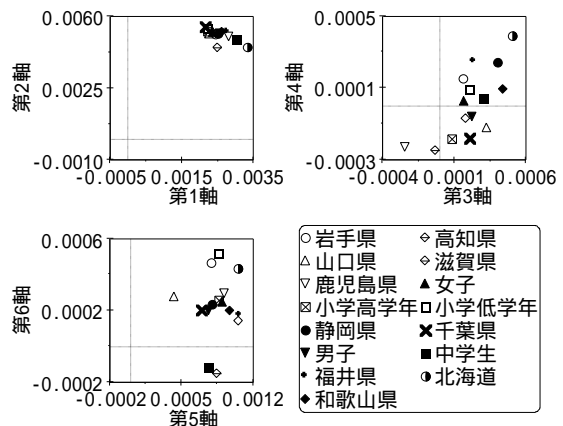 0.0060
0.0025
-0.0010
-0.0005 0.0015 0.0035
第2軸
第1軸
0.0005
0.0001
-0.0003
-0.0004 0.0001 0.0006
第4軸
第3軸
0.0006
0.0002
-0.0002
-0.0002 0.0005 0.0012
第6軸
第5軸
岩手県 高知県
山口県 滋賀県
鹿児島県 女子
小学高学年 小学低学年
静岡県 千葉県
男子 中学生
福井県 北海道
和歌山県